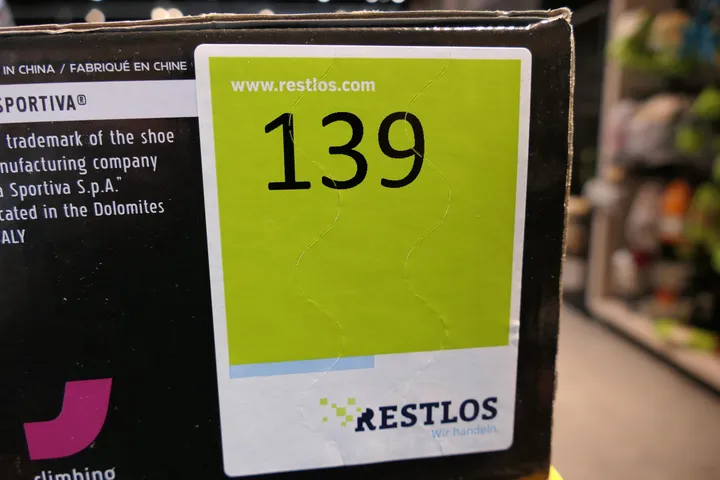 IN CHINA / FABRIQUÉ EN CHINE
SPORTIVA®
trademark of the shoe
nufacturing company
a Sportiva S.p.A."
cated in the Dolomites
ALY
climbing
www.restlos.com
139
RESTLOS
Wir handeln.